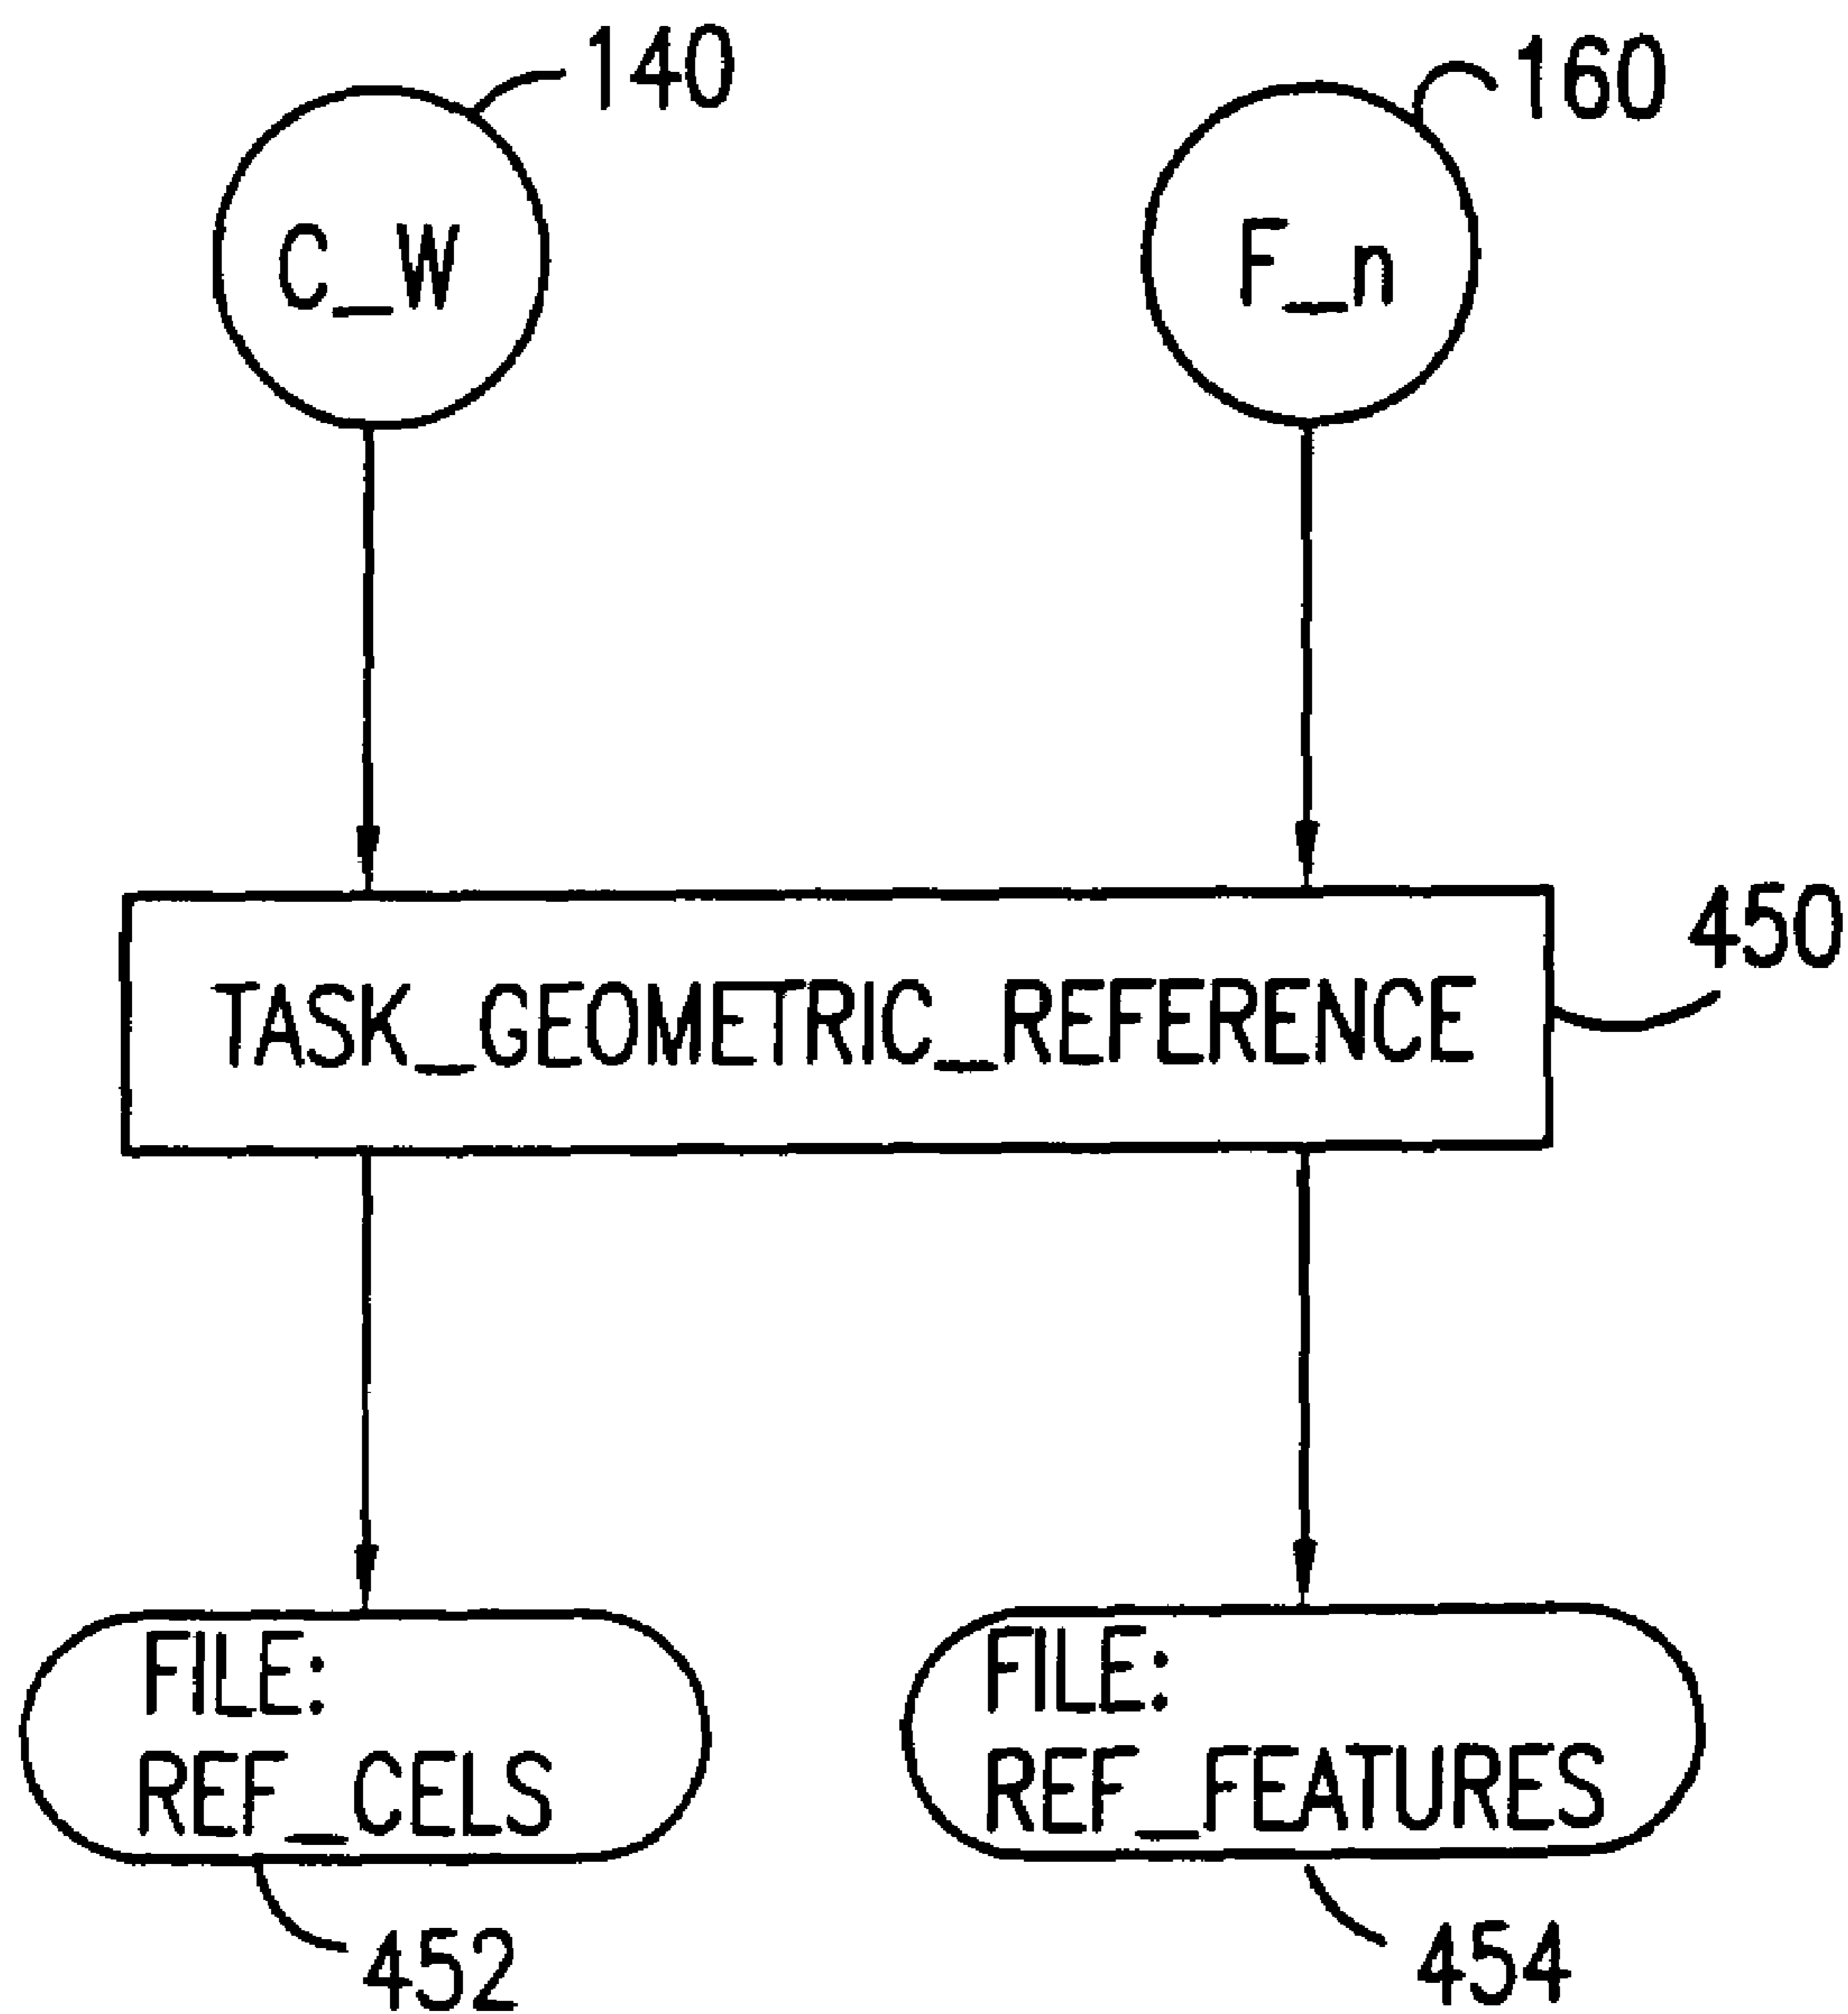 140
160
C_W
F_n
450
TASK_GEOMETRIC_REFERENCE
FILE:
REF_CELS
FILE:
REF_FEATURES
452
454